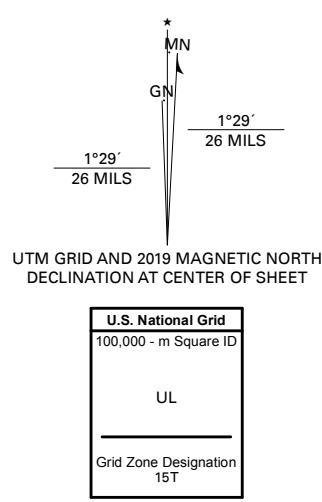 MN
GN
1°29´
26 MILS
1°29´
26 MILS
UTM GRID AND 2019 MAGNETIC NORTH
DECLINATION AT CENTER OF SHEET
U.S. National Grid
100,000 - m Square ID
UL
Grid Zone Designation
15T